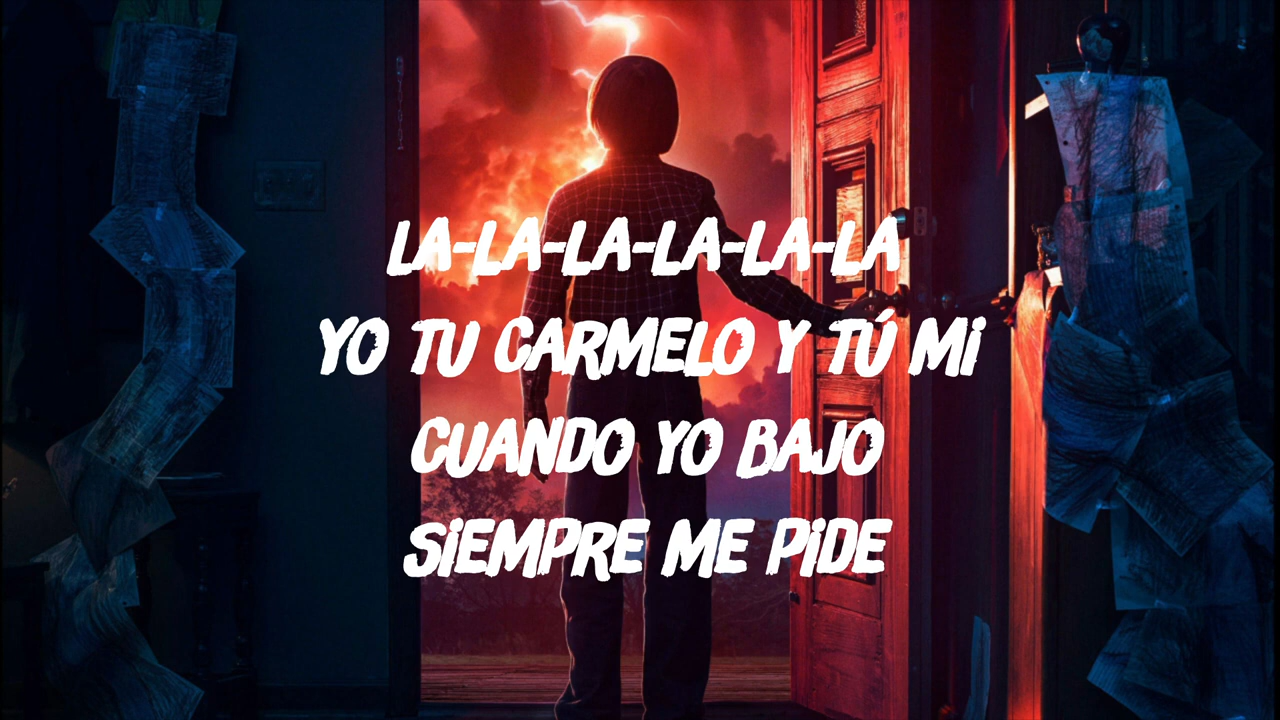 LA-LA-LA-LA-LA-LA
YO TU CARMELO Y TÚ MI
CUANDO YO BAJO
SIEMPRE ME PIDE